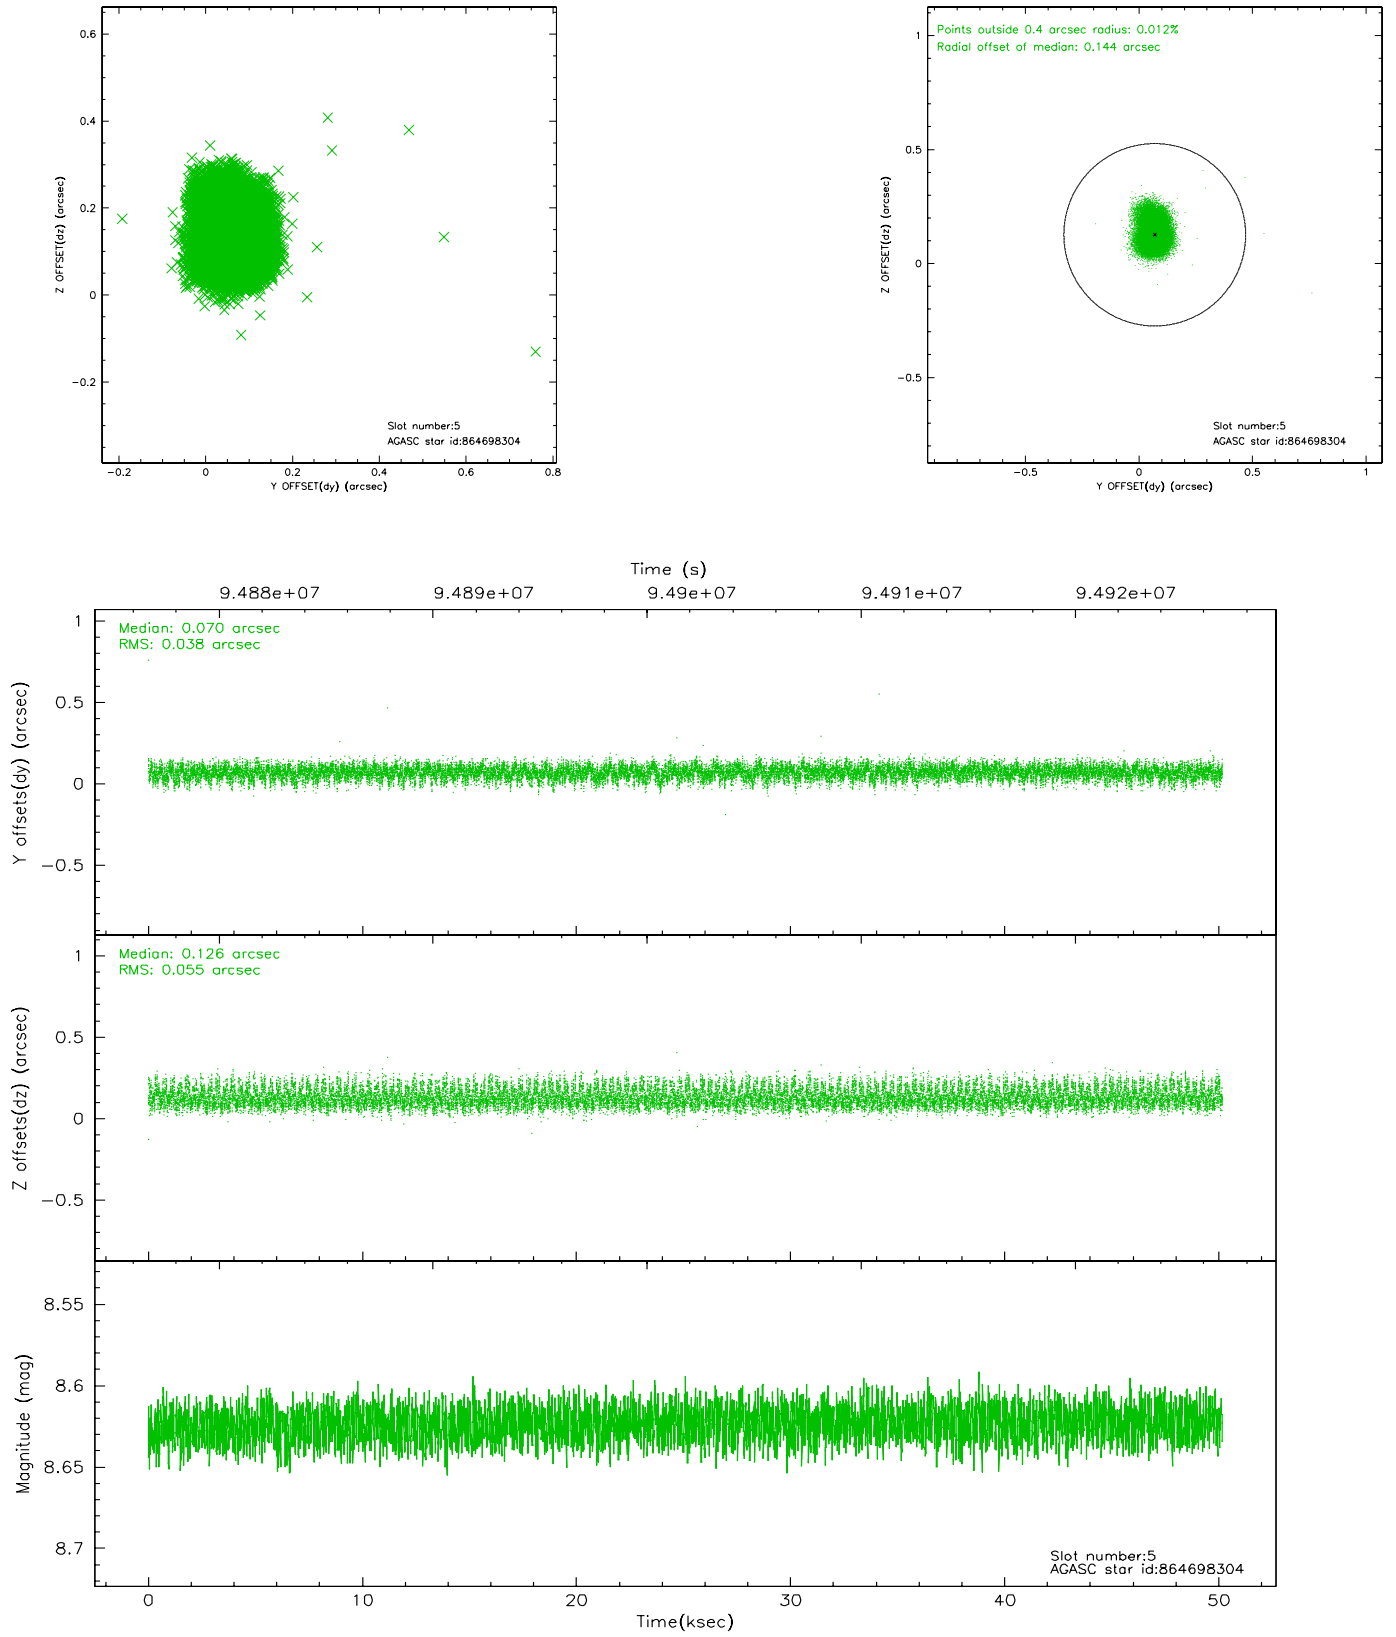 0.6
0.4
0.2
0
−0.2
Z OFFSET(dz) (arcsec)
Slot number:5
AGASC star id:864698304
−0.2 0 0.2 0.4 0.6 0.8
Y OFFSET(dy) (arcsec)
Points outside 0.4 arcsec radius: 0.012%
Radial offset of median: 0.144 arcsec
1
0.5
0
−0.5
Z OFFSET(dz) (arcsec)
Slot number:5
AGASC star id:864698304
−0.5 0 0.5 1
Y OFFSET(dy) (arcsec)
Time (s)
9.488e+07 9.489e+07 9.49e+07 9.491e+07 9.492e+07
Median: 0.070 arcsec
RMS: 0.038 arcsec
1
0.5
0
−0.5
Y offsets(dy) (arcsec)
Median: 0.126 arcsec
RMS: 0.055 arcsec
1
0.5
0
−0.5
Z offsets(dz) (arcsec)
8.55
8.6
8.65
8.7
Magnitude (mag)
Slot number:5
AGASC star id:864698304
0 10 20 30 40 50
Time(ksec)